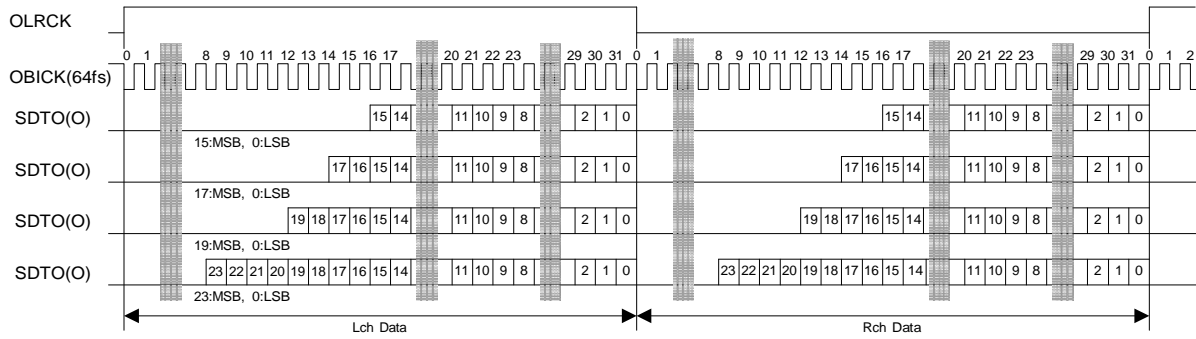 OLRCK
0 1 8 9 10 11 12 13 14 15 16 17 20 21 22 23 29 30 31 0 1 8 9 10 11 12 13 14 15 16 17 20 21 22 23 29 30 31 0 1 2
OBICK(64fs)
SDTO(O) 15 14 11 10 9 8 2 1 0 15 14 11 10 9 8 2 1 0
15:MSB, 0:LSB
SDTO(O) 17 16 15 14 11 10 9 8 2 1 0 17 16 15 14 11 10 9 8 2 1 0
17:MSB, 0:LSB
SDTO(O) 19 18 17 16 15 14 11 10 9 8 2 1 0 19 18 17 16 15 14 11 10 9 8 2 1 0
19:MSB, 0:LSB
SDTO(O) 23 22 21 20 19 18 17 16 15 14 11 10 9 8 2 1 0 23 22 21 20 19 18 17 16 15 14 11 10 9 8 2 1 0
23:MSB, 0:LSB
Lch Data Rch Data